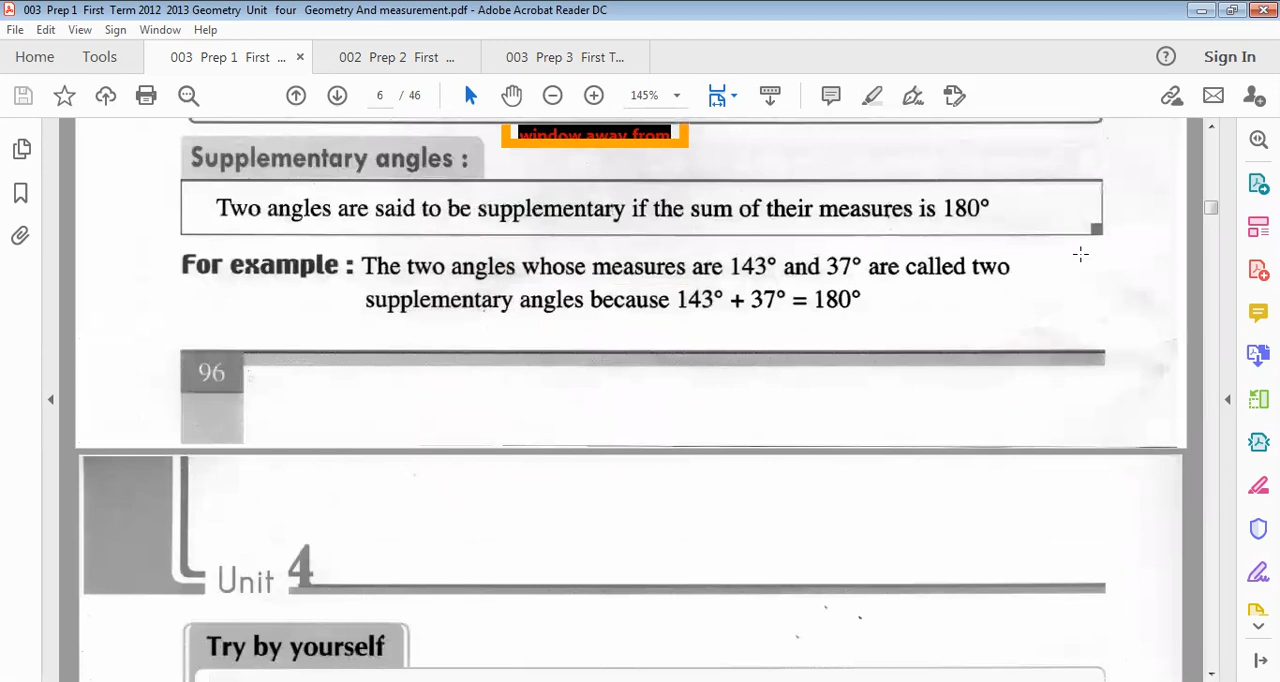 003 Prep 1 First Term 2012 2013 Geometry Unit four Geometry And measurement.pdf - Adobe Acrobat Reader DC
File Edit View Sign Window Help
Home Tools 003 Prep 1 First ... × 002 Prep 2 First ... 003 Prep 3 First T... Sign In
6 / 46 145%
window away from
Supplementary angles :
Two angles are said to be supplementary if the sum of their measures is 180°
For example : The two angles whose measures are 143° and 37° are called two
supplementary angles because 143° + 37° = 180°
96
Unit 4
Try by yourself